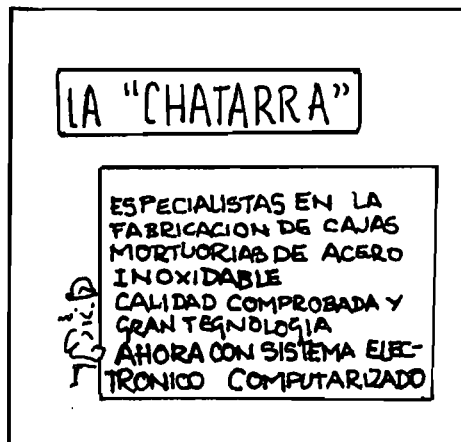 LA "CHATARRA"
ESPECIALISTAS EN LA
FABRICACION DE CAJAS
MORTUORIAS DE ACERO
INOXIDABLE
CALIDAD COMPROBADA Y
GRAN TEGNOLOGIA
AHORA CON SISTEMA ELEC-
TRONICO COMPUTARIZADO